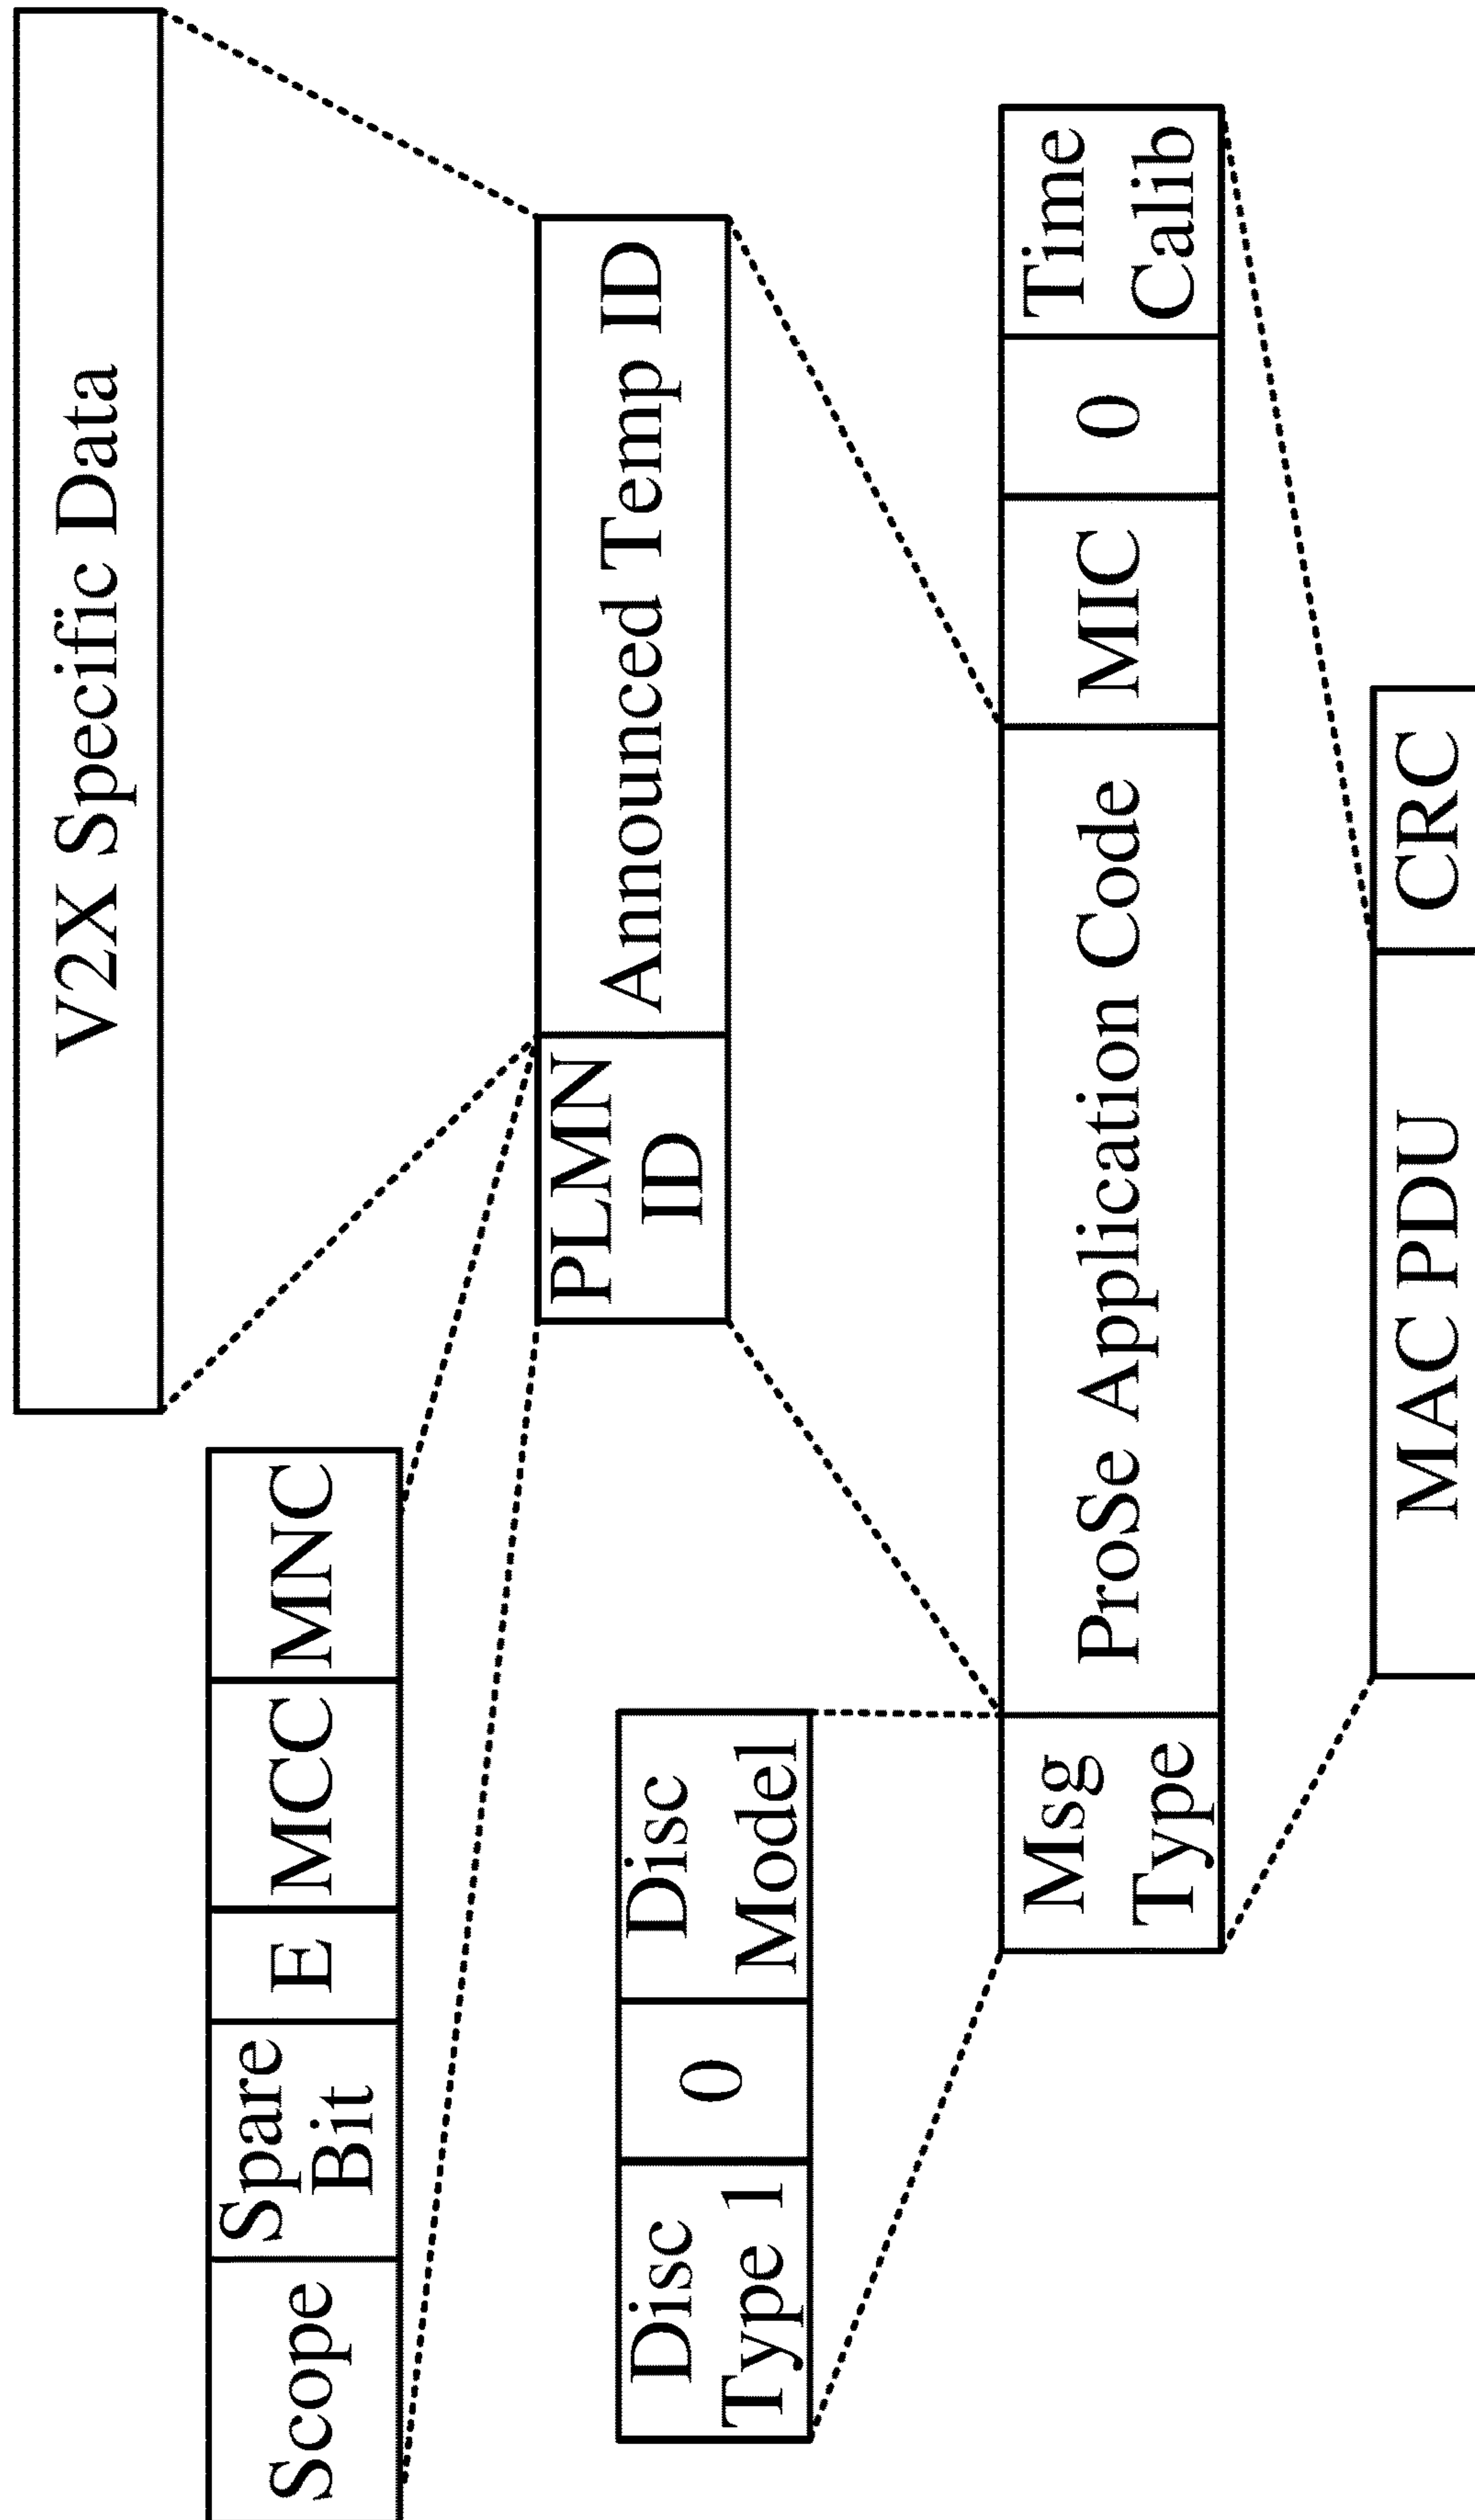 V2X Specific Data
Scope
Spare
Bit
E
MCC
MNC
PLMN
ID
Announced Temp ID
Disc
Type 1
0
Disc
Model
Msg
Type
ProSe Application Code
MIC
0
Time
Calib
MAC PDU
CRC